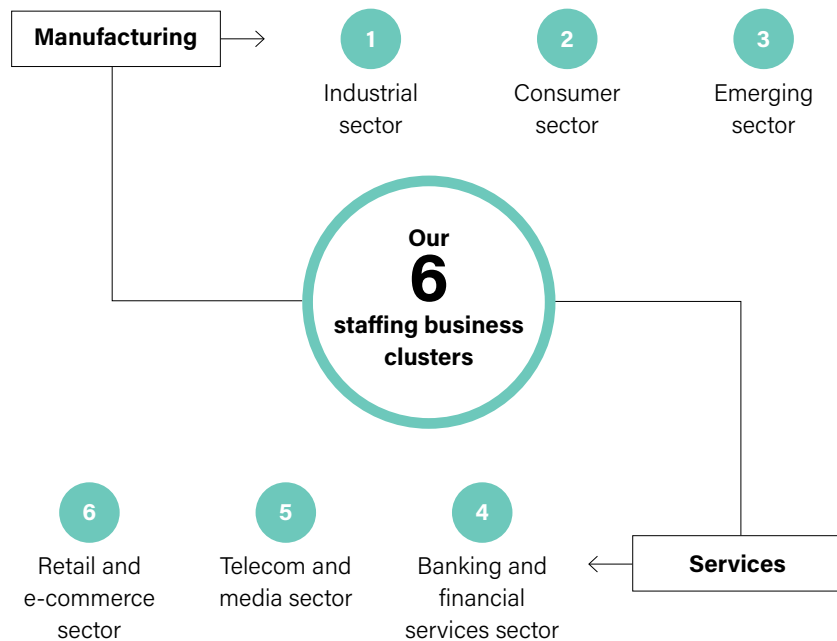 Manufacturing
1
Industrial
sector
2
Consumer
sector
3
Emerging
sector
Our
6
staffing business
clusters
6
Retail and
e-commerce
sector
5
Telecom and
media sector
4
Banking and
financial
services sector
Services